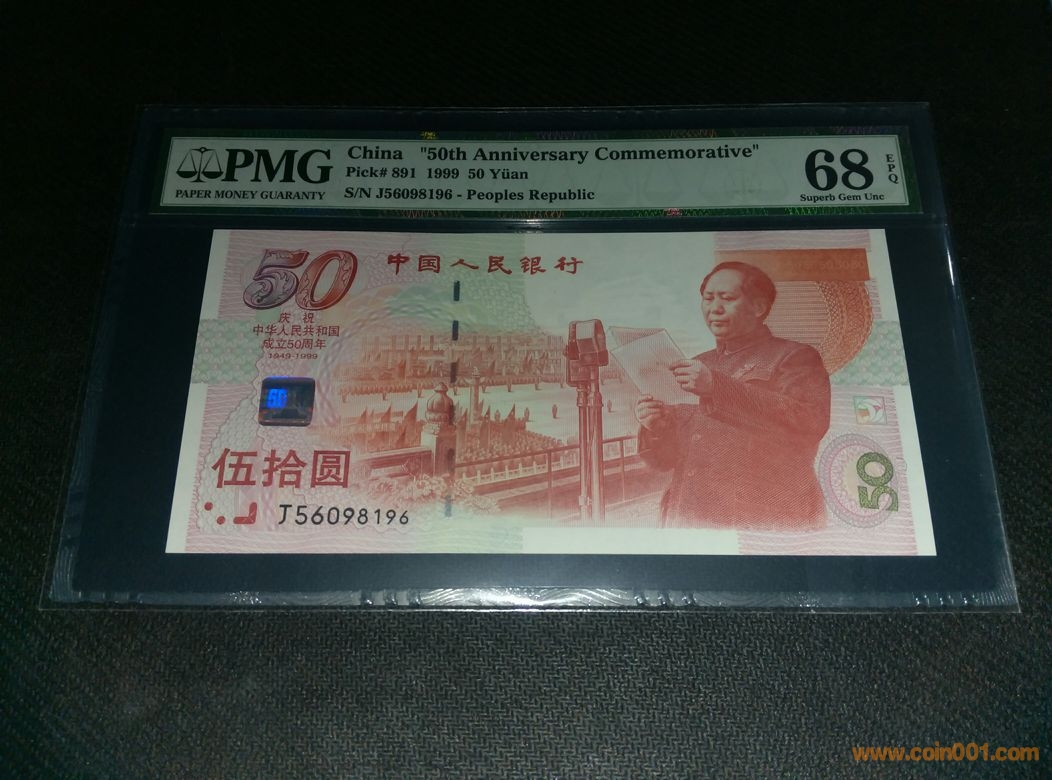 PMG
PAPER MONEY GUARANTY
China "50th Anniversary Commemorative"
Pick# 891 1999 50 Yüan
S/N J56098196 - Peoples Republic
68
EPQ
Superb Gem Unc
50
中国人民银行
庆祝
中华人民共和国
成立50周年
1949-1999
50
伍拾圆
J56098196
50
www.coin001.com